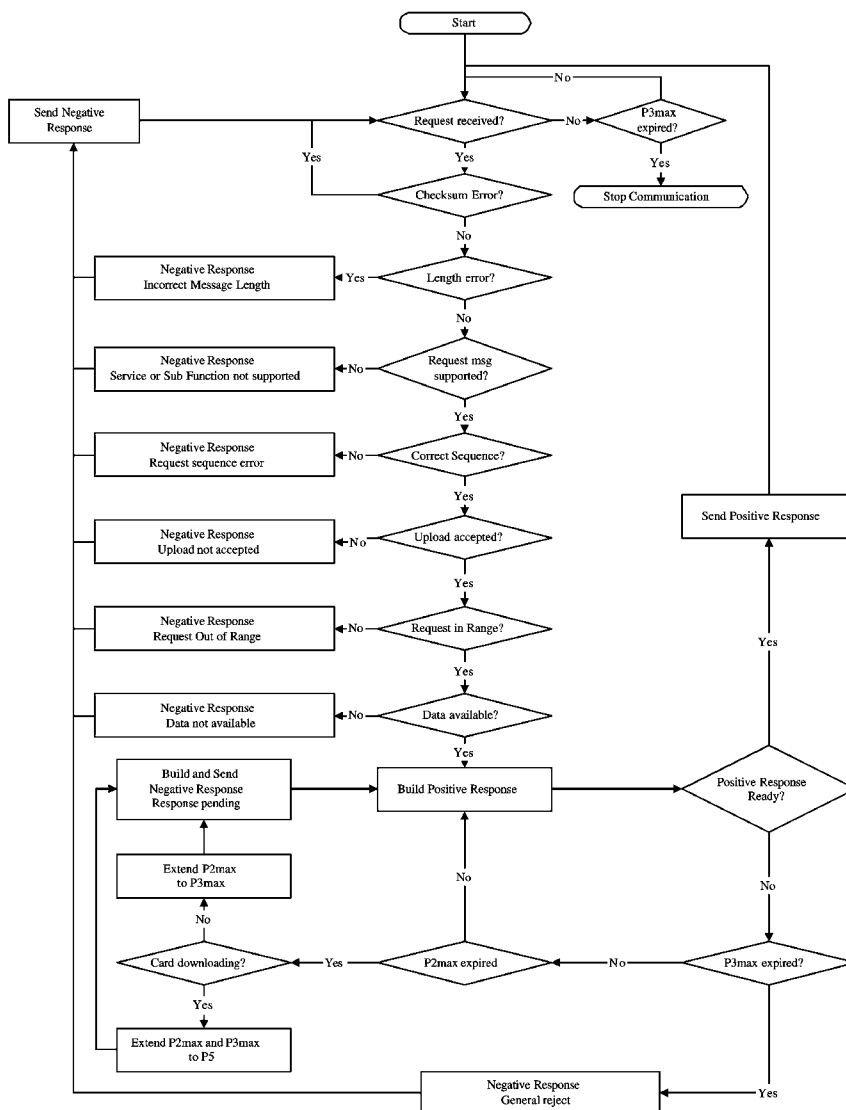 Start
No
Send Negative
Response
Request received?
No
P3max
expired?
Yes
Yes
Yes
Checksum Error?
Stop Communication
No
Negative Response
Incorrect Message Length
Yes
Length error?
No
Negative Response
Service or Sub Function not supported
No
Request msg
supported?
Yes
Negative Response
Request sequence error
No
Correct Sequence?
Yes
Send Positive Response
Negative Response
Upload not accepted
No
Upload accepted?
Yes
Negative Response
Request Out of Range
No
Request in Range?
Yes
Yes
Negative Response
Data not available
No
Data available?
Yes
Build and Send
Negative Response
Response pending
Build Positive Response
Positive Response
Ready?
Extend P2max
to P3max
No
No
No
Card downloading?
Yes
P2max expired
No
P3max expired?
Yes
Extend P2max and P3max
to P5
Negative Response
General reject
Yes